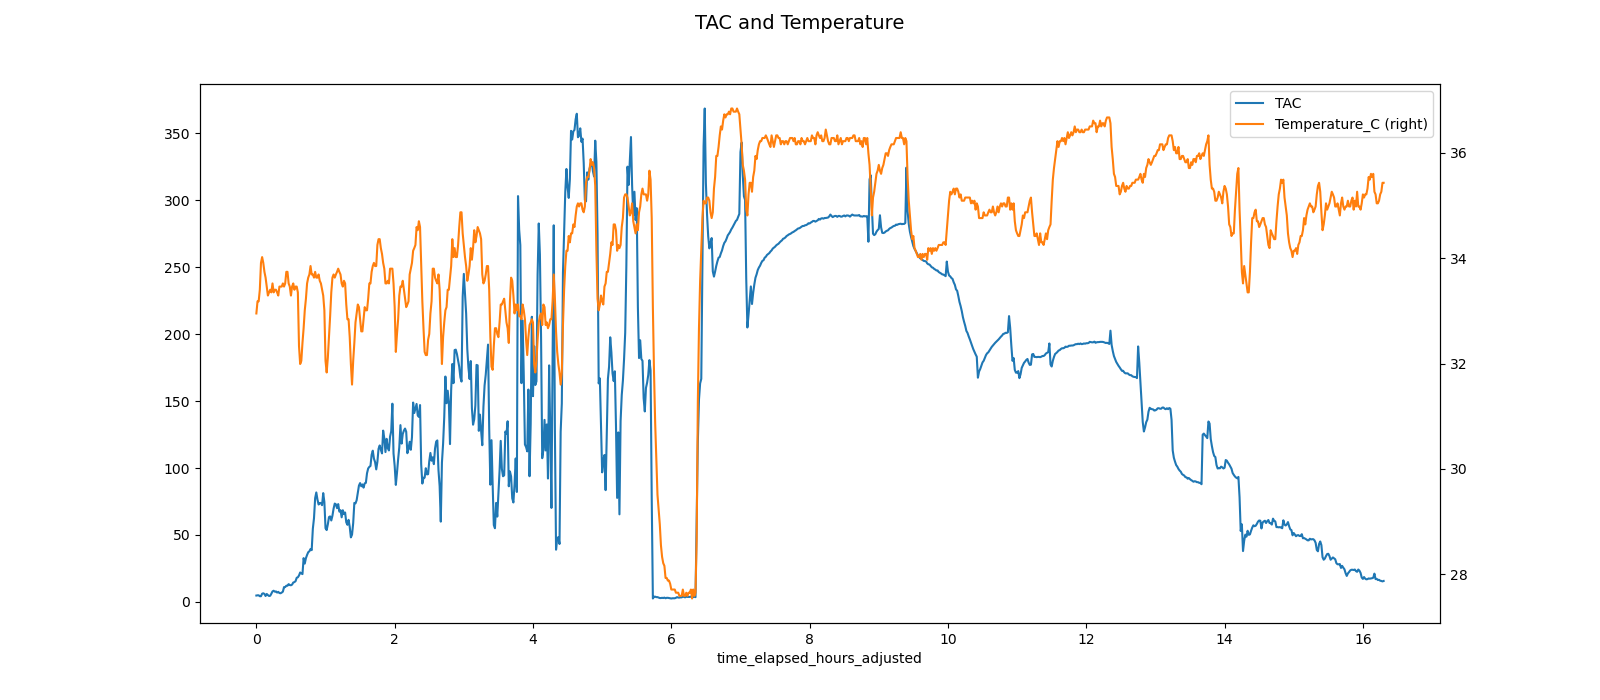 TAC and Temperature
TAC
Temperature_C (right)
350
300
250
200
150
100
50
0
36
34
32
30
28
0 2 4 6 8 10 12 14 16
time_elapsed_hours_adjusted